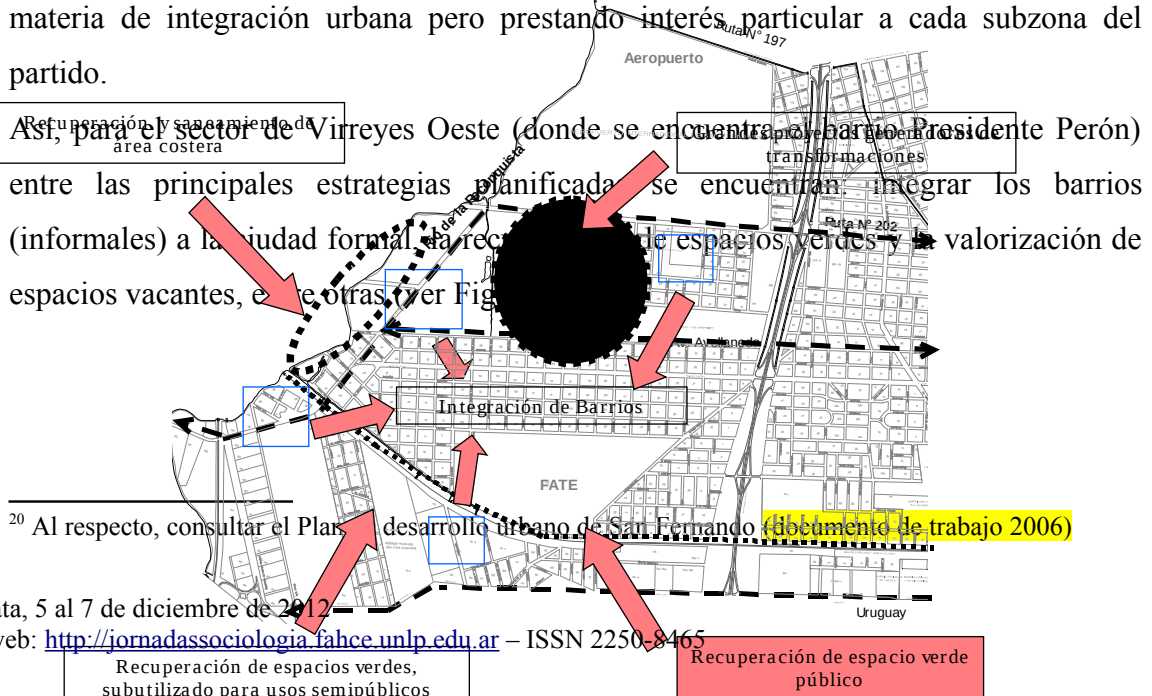 materia de integración urbana pero prestando interés particular a cada subzona del
partido.
Ruta N° 197
Aeropuerto
Recuperación y saneamiento de
área costera
Grandes proyectos generadores de
transformaciones
Así, para el sector de Virreyes Oeste (donde se encuentra el barrio Presidente Perón)
entre las principales estrategias planificadas se encuentran: integrar los barrios
(informales) a la ciudad formal, la de espacios verdes y la valorización de
espacios vacantes, entre otras (ver Fig
de la Reconquista
Ruta N° 202
Av. Avellaneda
Integración de Barrios
FATE
20 Al respecto, consultar el Plan desarrollo urbano de San Fernando (documento de trabajo 2006)
Uruguay
ata, 5 al 7 de diciembre de 2012
web: http://jornadassociologia.fahce.unlp.edu.ar – ISSN 2250-8465
Recuperación de espacios verdes,
subutilizado para usos semipúblicos
Recuperación de espacio verde
público